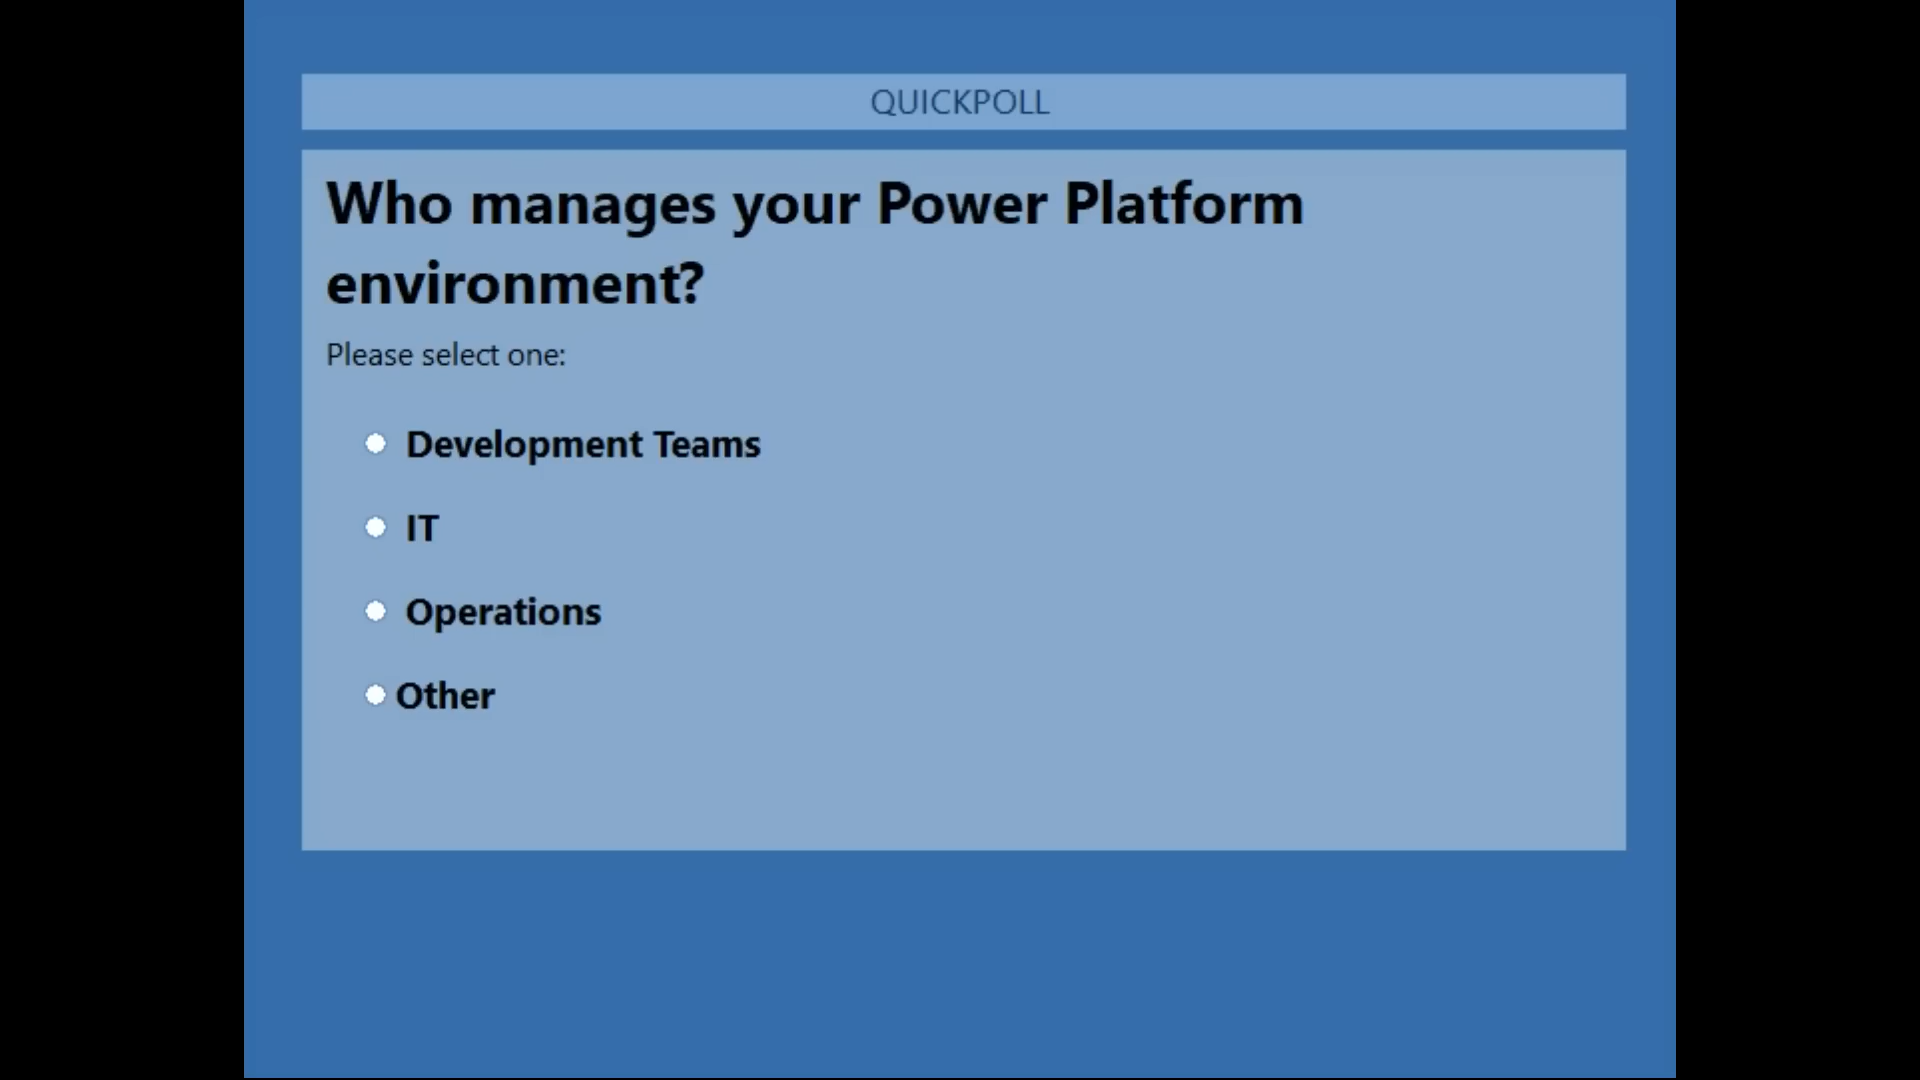 QUICKPOLL
Who manages your Power Platform
environment?
Please select one:
Development Teams
IT
Operations
Other